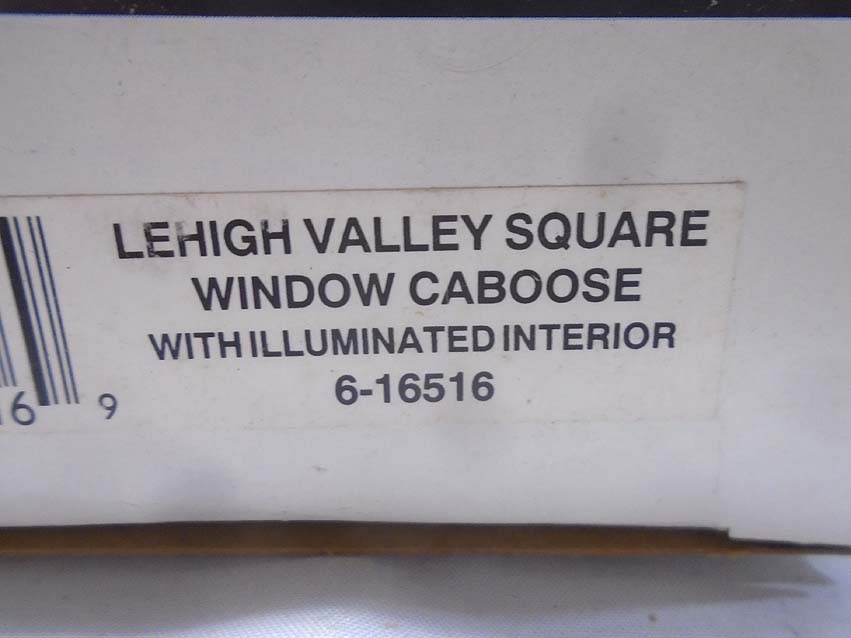 LEHIGH VALLEY SQUARE
WINDOW CABOOSE
WITH ILLUMINATED INTERIOR
6-16516
6 9